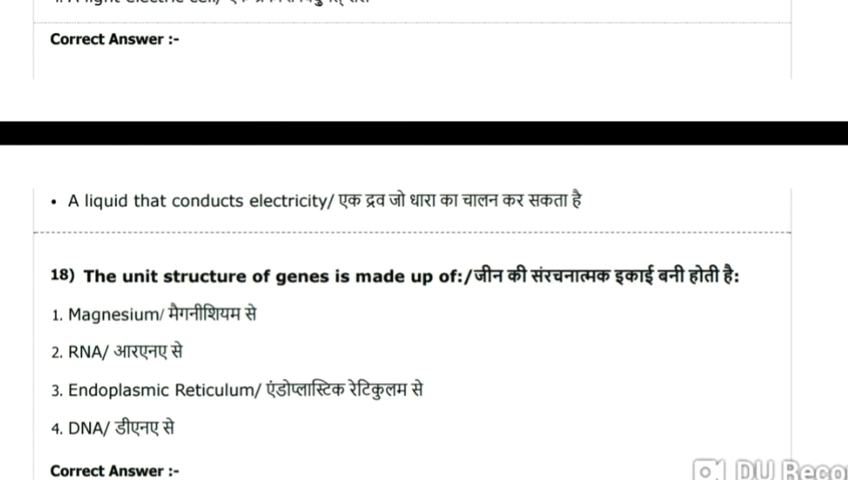 Correct Answer :-
• A liquid that conducts electricity/ एक द्रव जो धारा का चालन कर सकता है
18) The unit structure of genes is made up of:/जीन की संरचनात्मक इकाई बनी होती है:
1. Magnesium/ मैगनीशियम से
2. RNA/ आरएनए से
3. Endoplasmic Reticulum/ एंडोप्लास्टिक रेटिकुलम से
4. DNA/ डीएनए से
Correct Answer :-
DU Reco